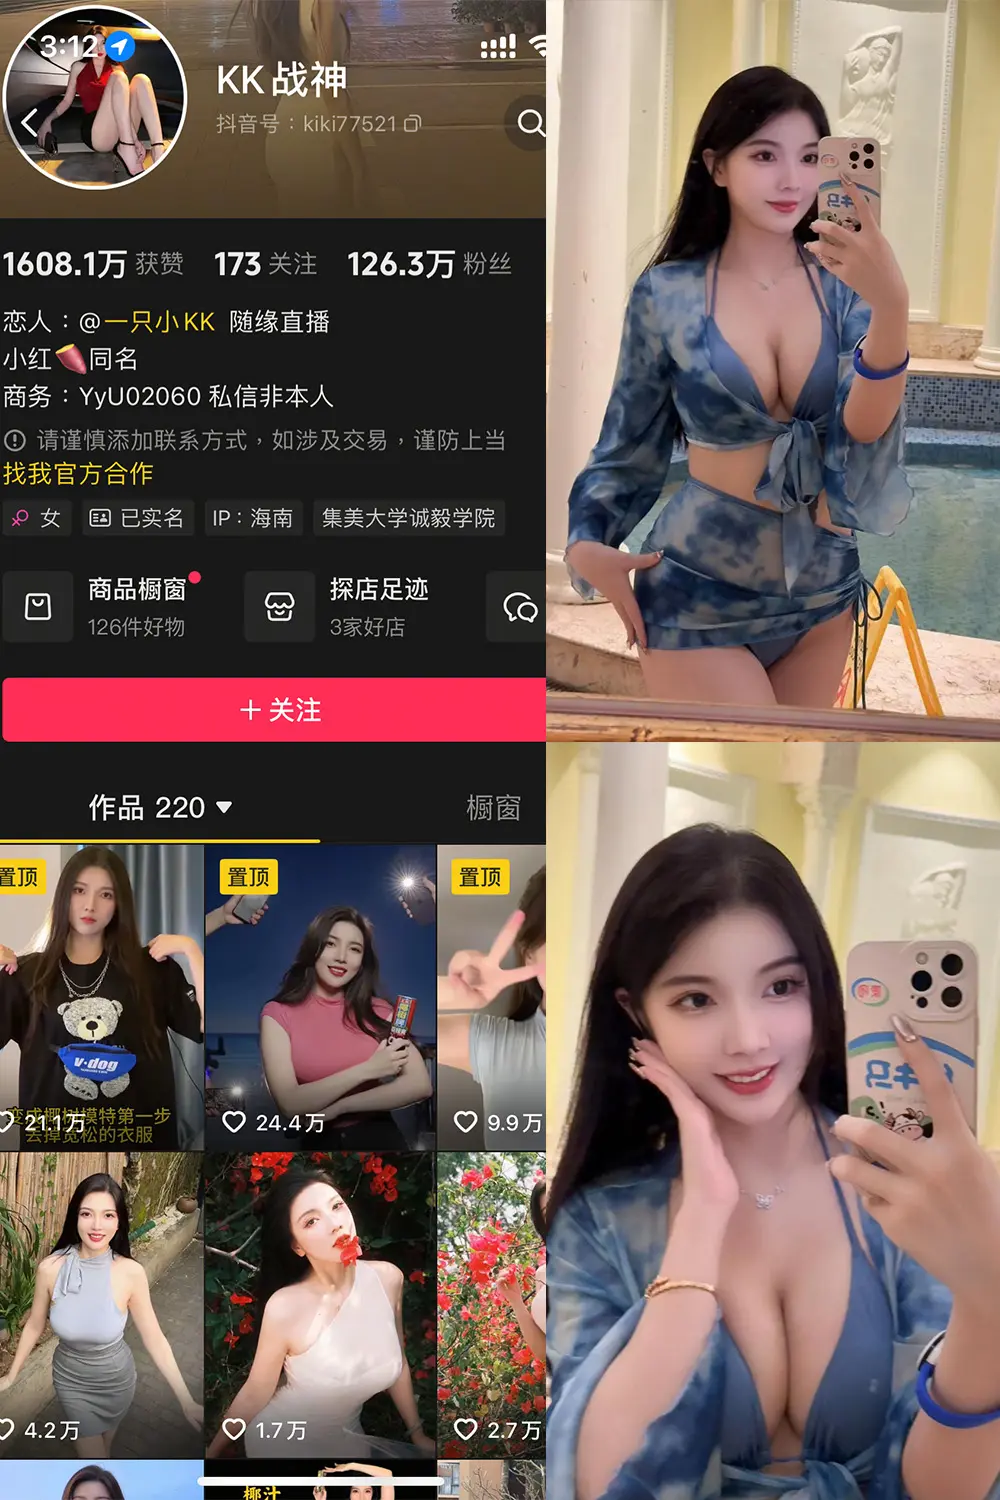 3:12
KK战神
抖音号：kiki77521
1608.1万 获赞 173 关注 126.3万 粉丝
恋人：@一只小KK 随缘直播
小红🍠同名
商务：YyU02060 私信非本人
请谨慎添加联系方式，如涉及交易，谨防上当
找我官方合作
女 已实名 IP：海南 集美大学诚毅学院
商品橱窗 探店足迹
126件好物 3家好店
+ 关注
作品 220 橱窗
置顶 置顶 置顶
v·dog
变成椰树模特第一步
去掉宽松的衣服
21.1万 24.4万 9.9万
4.2万 1.7万 2.7万
椰汁